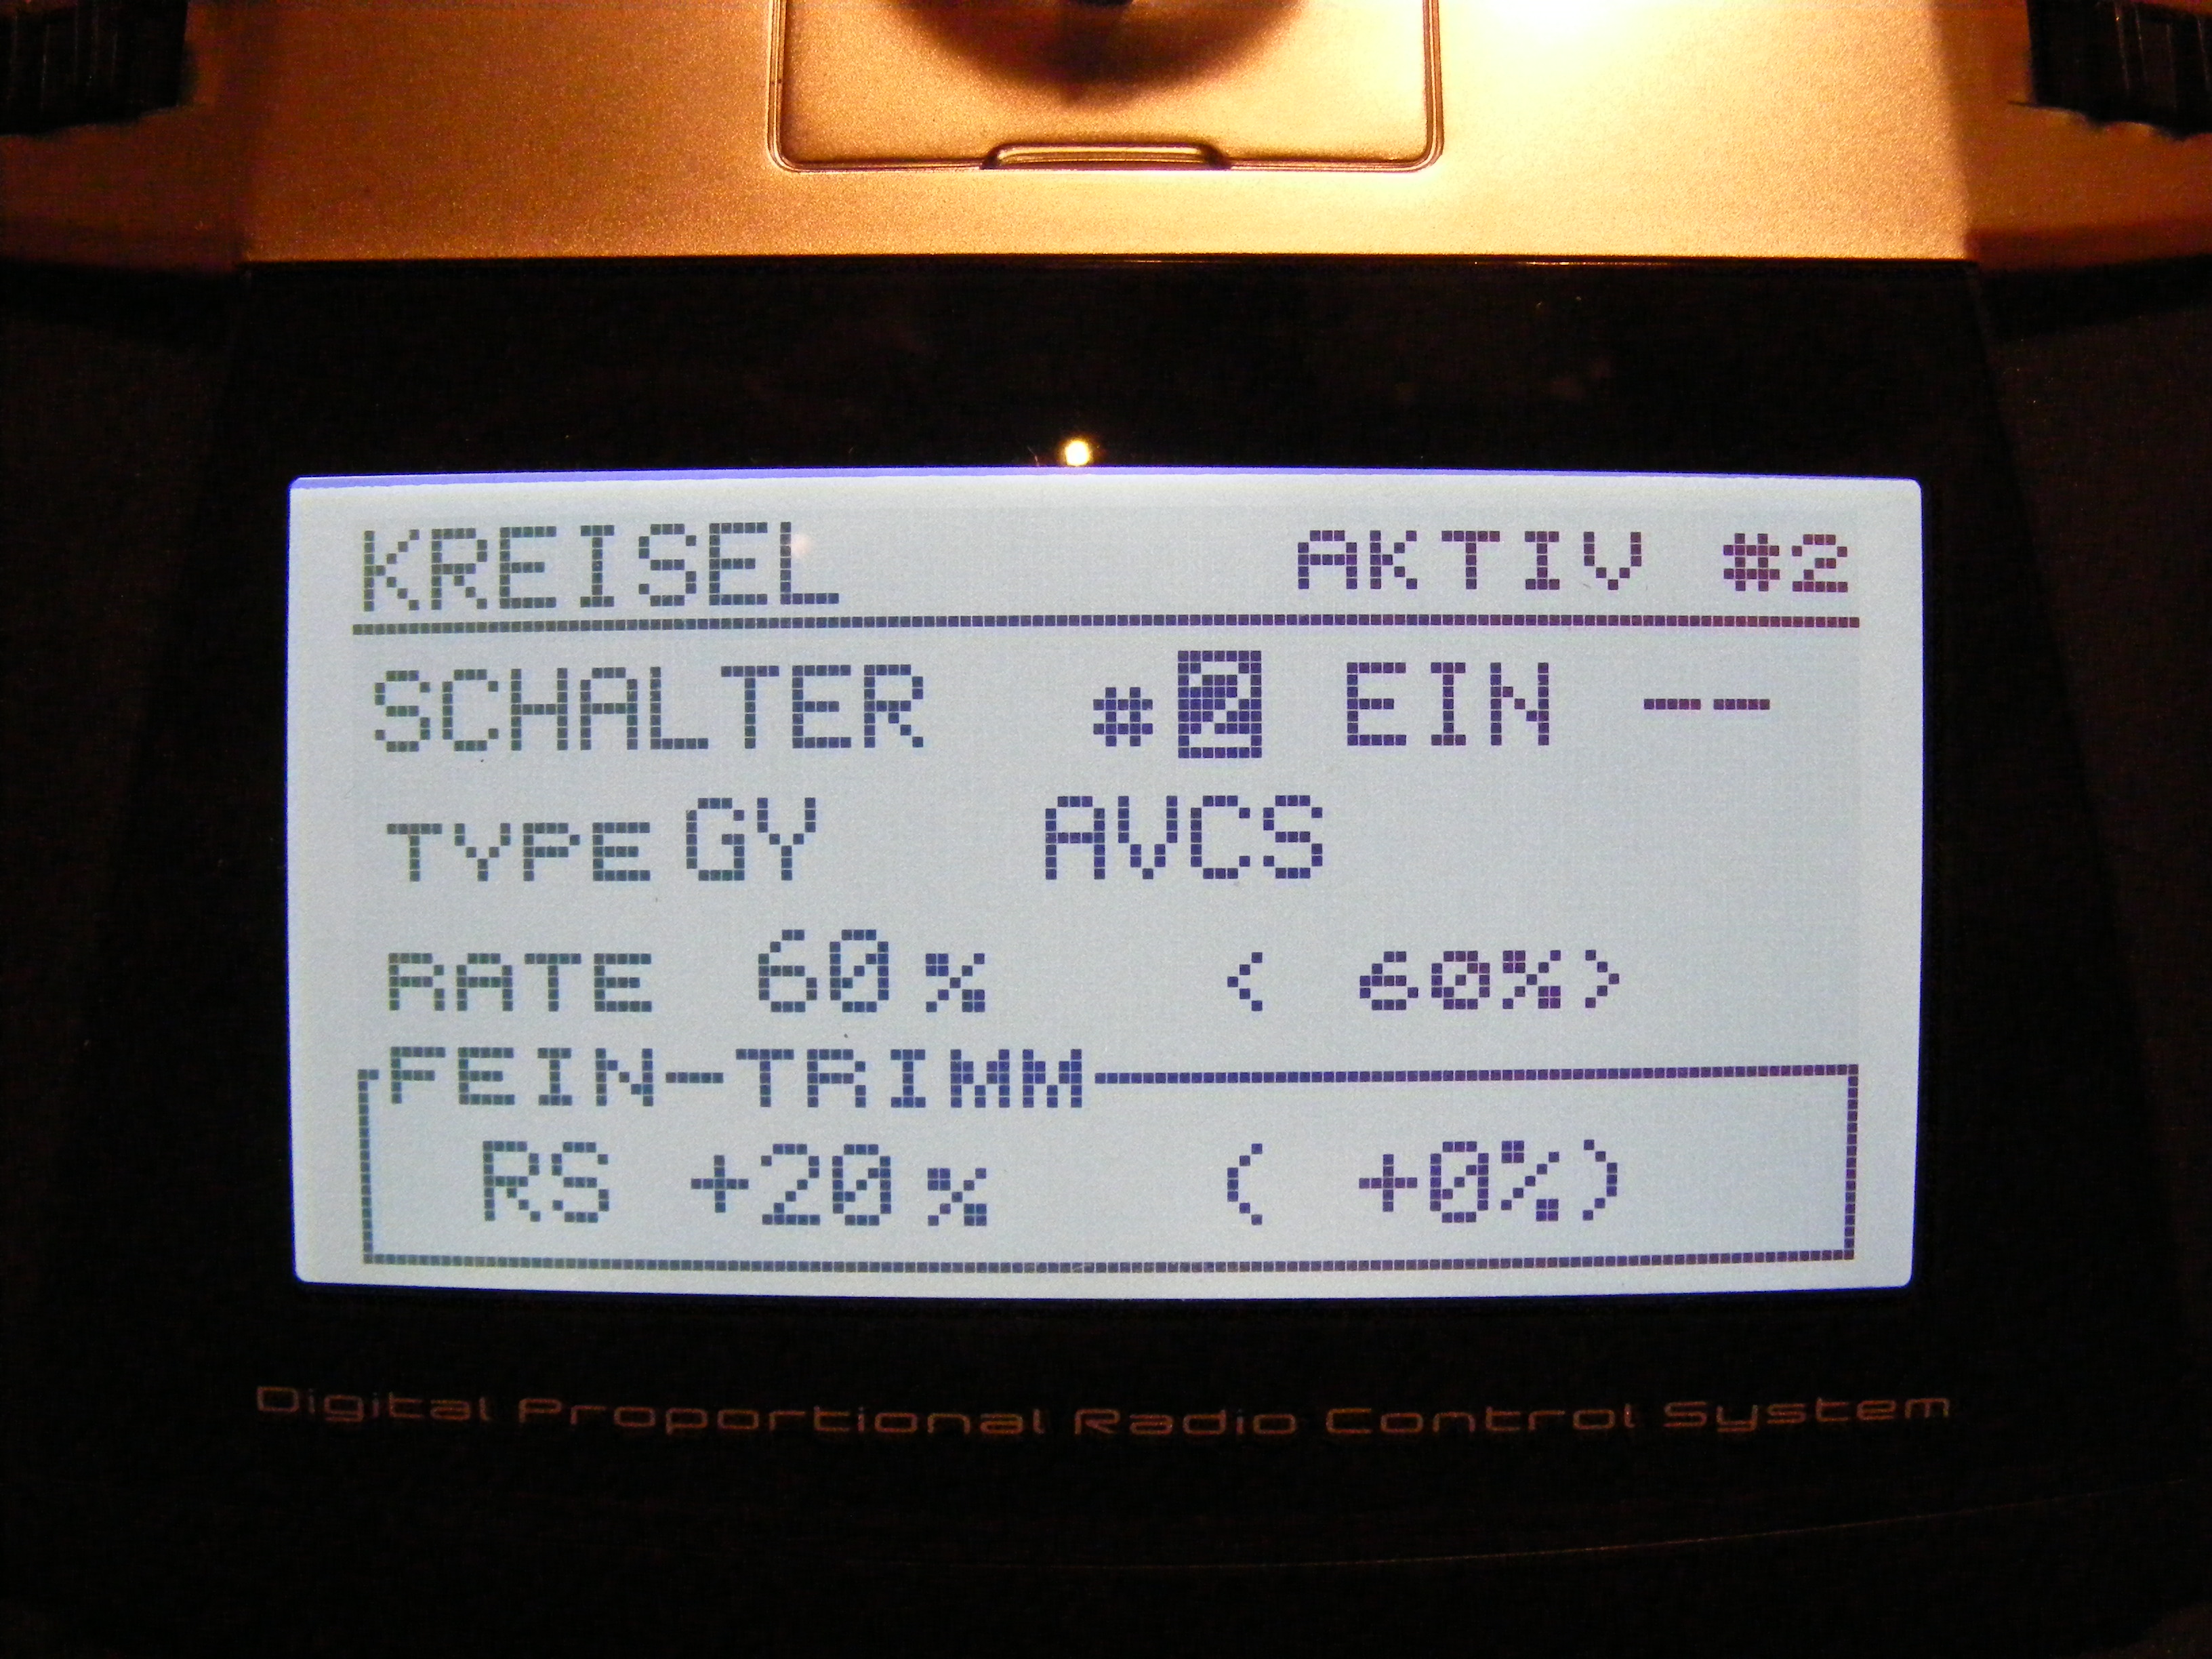 KREISEL AKTIV #2
SCHALTER #2 EIN --
TYPE GY AVCS
RATE 60% < 60%>
FEIN-TRIMM
RS +20% ( +0%)
Digital Proportional Radio Control System